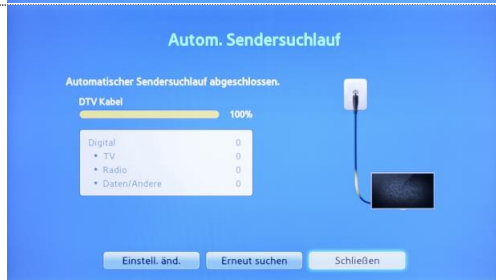 Autom. Sendersuchlauf
Automatischer Sendersuchlauf abgeschlossen.
DTV Kabel
100%
Digital 0
• TV 0
• Radio 0
• Daten/Andere 0
Einstell. änd. Erneut suchen Schließen